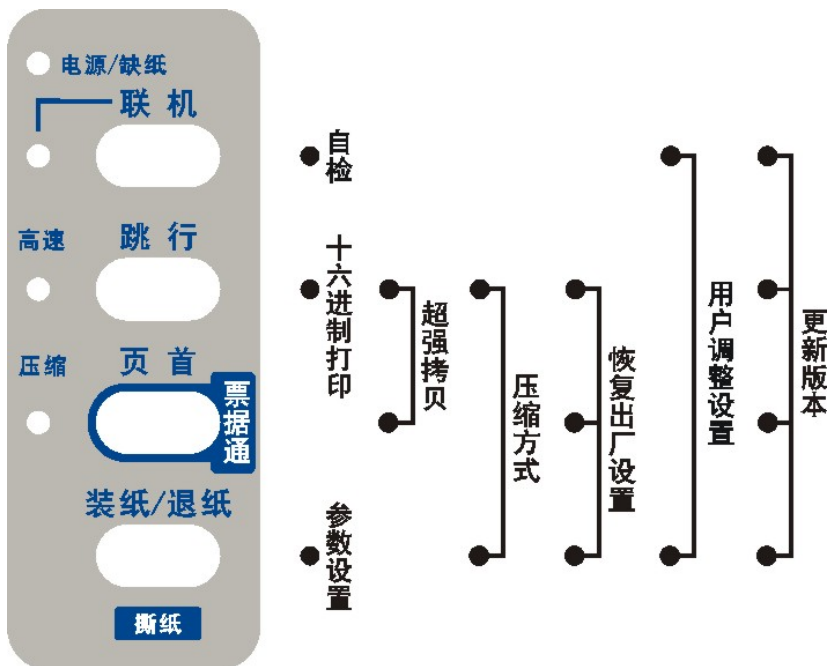 电源/缺纸
联机
高速
跳行
压缩
页首
票据通
装纸/退纸
撕纸
自检
十六进制打印
参数设置
超强拷贝
压缩方式
恢复出厂设置
用户调整设置
更新版本